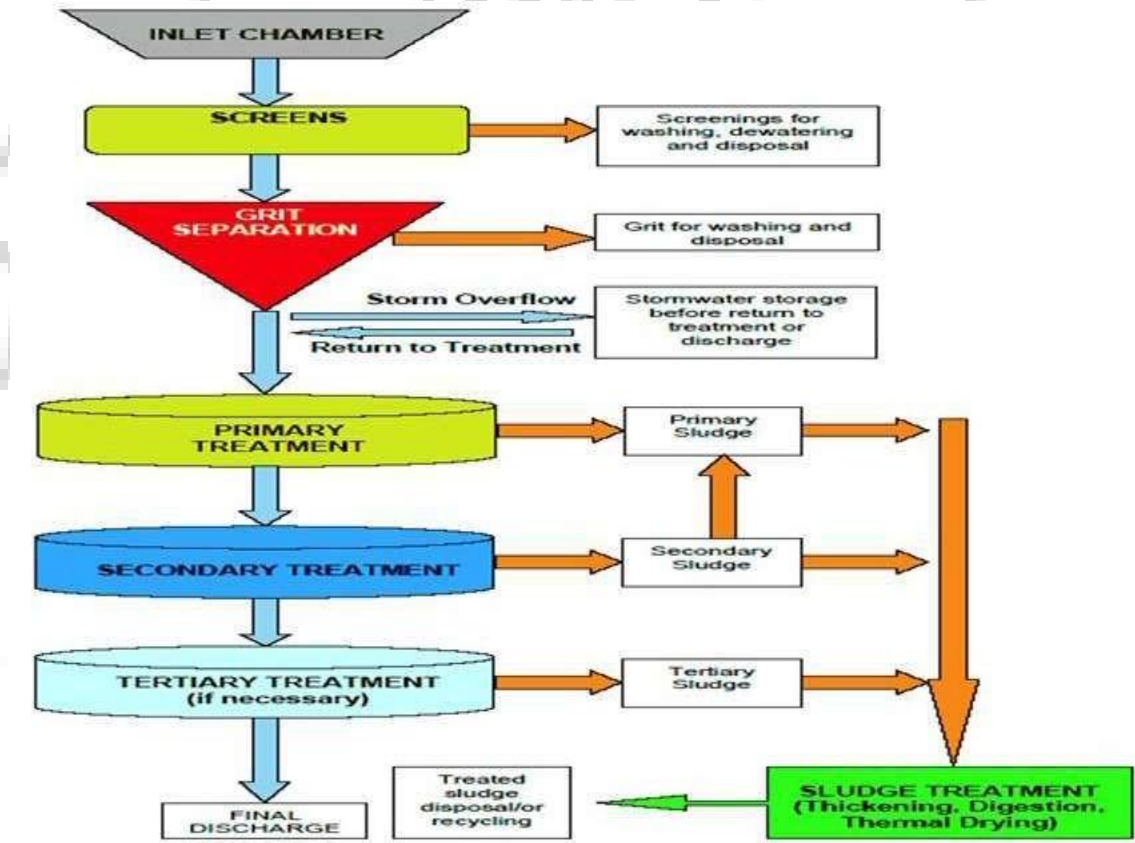 INLET CHAMBER
SCREENS
Screenings for
washing, dewatering
and disposal
GRIT
SEPARATION
Grit for washing and
disposal
Storm Overflow
Return to Treatment
Stormwater storage
before return to
treatment or
discharge
PRIMARY
TREATMENT
Primary
Sludge
SECONDARY TREATMENT
Secondary
Sludge
TERTIARY TREATMENT
(if necessary)
Tertiary
Sludge
FINAL
DISCHARGE
Treated
sludge
disposal/or
recycling
SLUDGE TREATMENT
(Thickening, Digestion,
Thermal Drying)